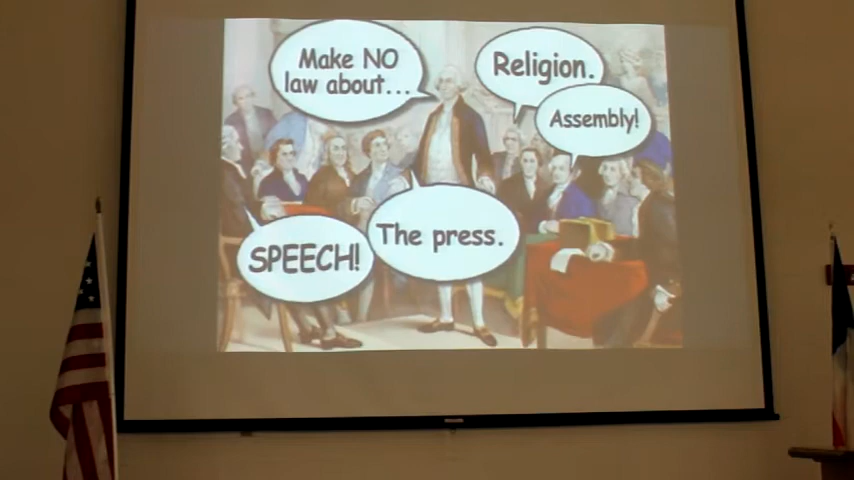 Make NO
law about...
Religion.
Assembly!
SPEECH!
The press.